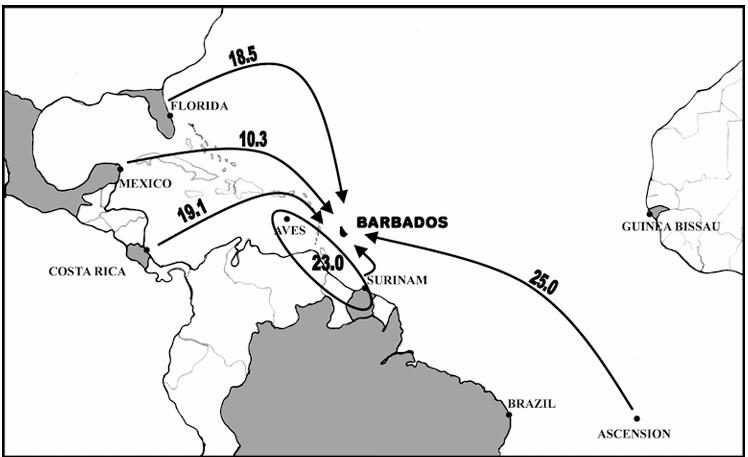 18.5
FLORIDA
10.3
MEXICO
19.1
AVES
BARBADOS
GUINEA BISSAU
COSTA RICA
23.0
SURINAM
25.0
BRAZIL
ASCENSION